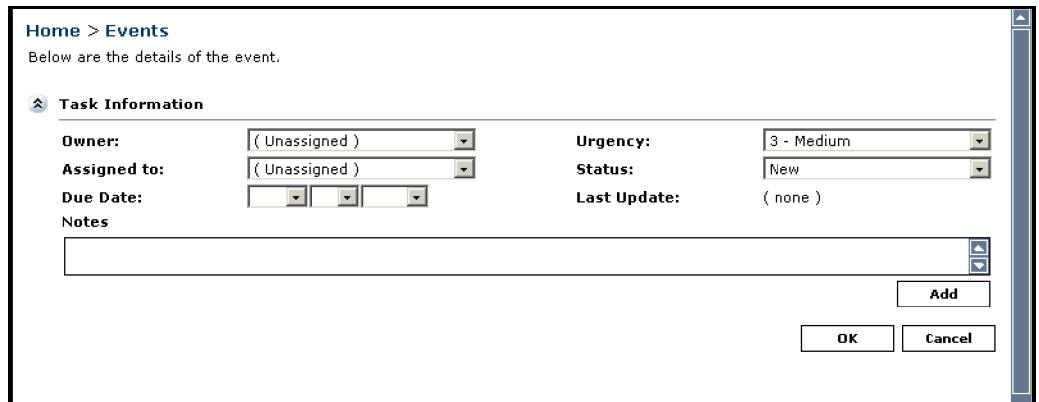 Home > Events
Below are the details of the event.
Task Information
Owner: ( Unassigned ) Urgency: 3 - Medium
Assigned to: ( Unassigned ) Status: New
Due Date: Last Update: ( none )
Notes
Add
OK Cancel